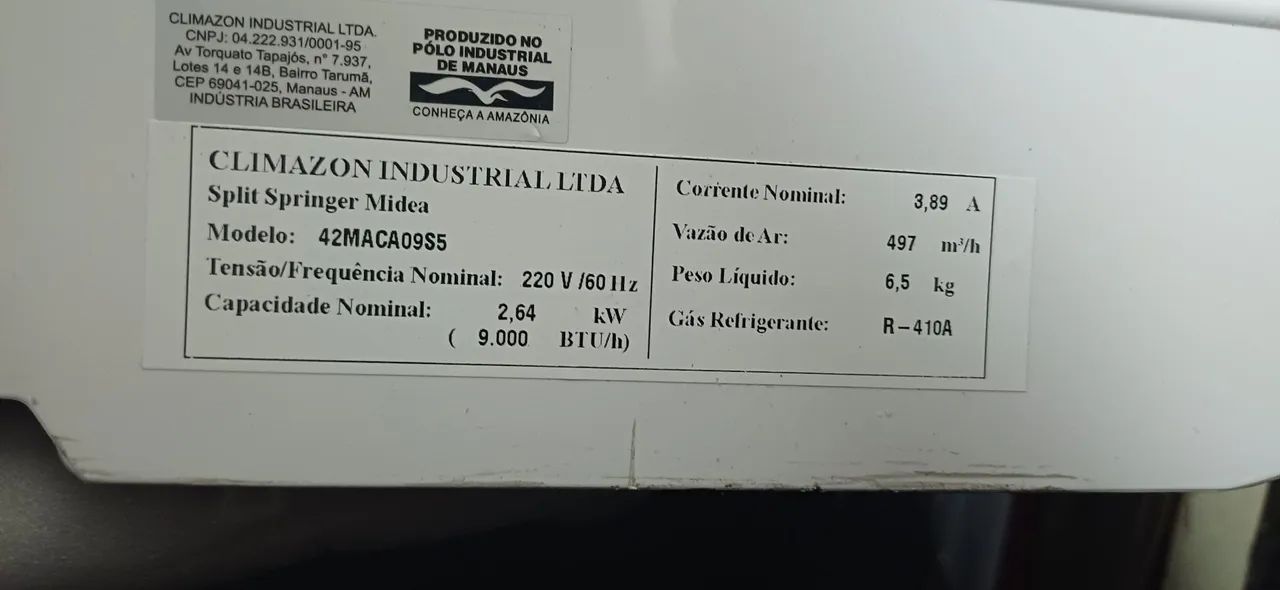 CLIMAZON INDUSTRIAL LTDA.
CNPJ: 04.222.931/0001-95
Av Torquato Tapajós, n° 7.937,
Lotes 14 e 14B, Bairro Tarumã,
CEP 69041-025, Manaus - AM
INDÚSTRIA BRASILEIRA
PRODUZIDO NO
PÓLO INDUSTRIAL
DE MANAUS
CONHEÇA A AMAZÔNIA
CLIMAZON INDUSTRIAL LTDA
Split Springer Midea
Modelo: 42MACA09S5
Tensão/Frequência Nominal: 220 V /60 Hz
Capacidade Nominal: 2,64 kW
( 9.000 BTU/h)
Corrente Nominal: 3,89 A
Vazão de Ar: 497 m³/h
Peso Líquido: 6,5 kg
Gás Refrigerante: R-410A